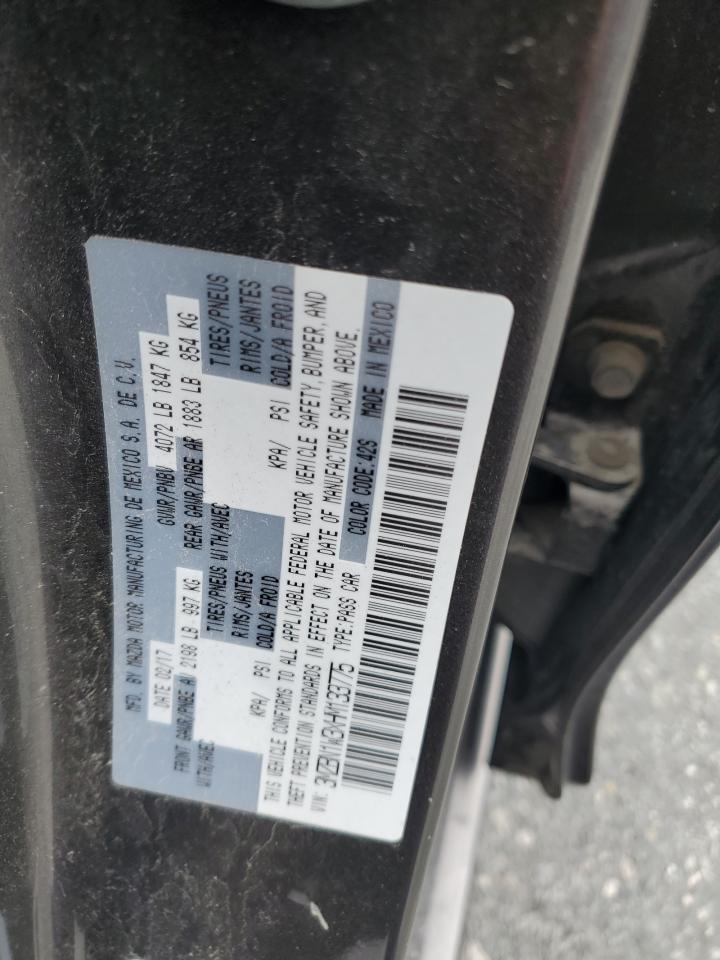 MFD. BY MAZDA MOTOR MANUFACTURING DE MEXICO S.A. DE C.V.
DATE 02/17 GVWR/PNBV 4072 LB 1847 KG
FRONT GAWR/PNBE AV 2198 LB 997 KG REAR GAWR/PNBE AR 1883 LB 854 KG
WITH/AVEC TIRES/PNEUS WITH/AVEC TIRES/PNEUS
RIMS/JANTES RIMS/JANTES
KPA/ PSI COLD/A FROID KPA/ PSI COLD/A FROID
THIS VEHICLE CONFORMS TO ALL APPLICABLE FEDERAL MOTOR VEHICLE SAFETY, BUMPER, AND
THEFT PREVENTION STANDARDS IN EFFECT ON THE DATE OF MANUFACTURE SHOWN ABOVE.
VIN: 3MZBN1W3XHM133775 TYPE:PASS CAR COLOR CODE:42S MADE IN MEXICO